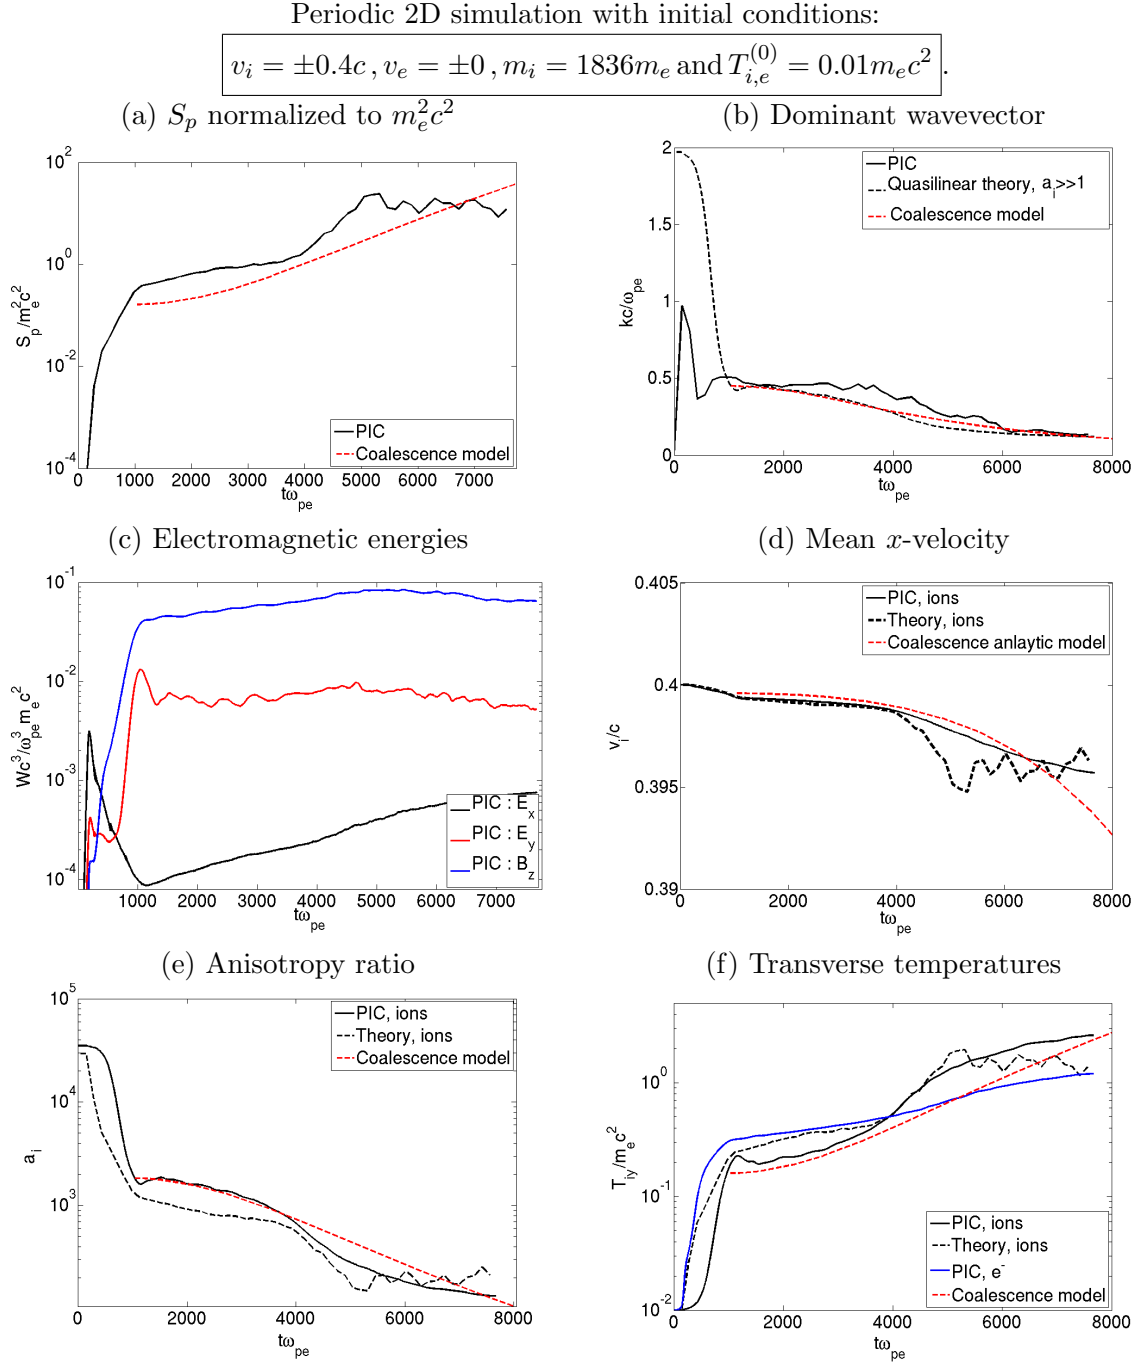 Periodic 2D simulation with initial conditions:
v_i = ±0.4c , v_e = ±0 , m_i = 1836m_e and T_{i,e}^{(0)} = 0.01m_ec^2 .
(a) S_p normalized to m_e^2c^2
10^2
10^0
10^-2
10^-4
S_p/m_e^2c^2
PIC
Coalescence model
0 1000 2000 3000 4000 5000 6000 7000
tω_pe
(b) Dominant wavevector
2
1.5
1
0.5
0
kc/ω_pe
PIC
Quasilinear theory, a_i>>1
Coalescence model
0 2000 4000 6000 8000
tω_pe
(c) Electromagnetic energies
10^-1
10^-2
10^-3
10^-4
Wc^3/ω_pe^3 m_e c^2
PIC : E_x
PIC : E_y
PIC : B_z
1000 2000 3000 4000 5000 6000 7000
tω_pe
(d) Mean x-velocity
0.405
0.4
0.395
0.39
v_i/c
PIC, ions
Theory, ions
Coalescence anlaytic model
0 2000 4000 6000 8000
tω_pe
(e) Anisotropy ratio
10^5
10^4
10^3
a_i
PIC, ions
Theory, ions
Coalescence model
0 2000 4000 6000 8000
tω_pe
(f) Transverse temperatures
10^0
10^-1
10^-2
T_iy/m_ec^2
PIC, ions
Theory, ions
PIC, e^-
Coalescence model
0 2000 4000 6000 8000
tω_pe